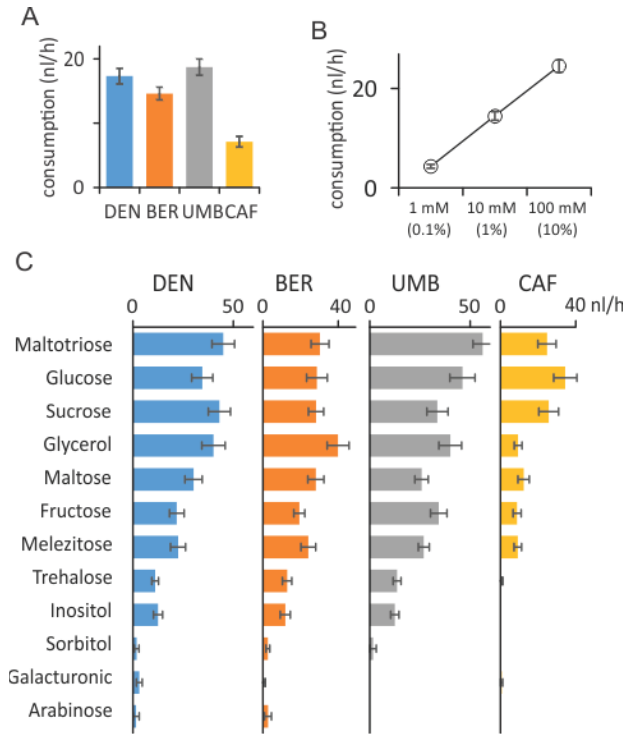 A
consumption (nl/h)
20
0
DEN BER UMB CAF
B
consumption (nl/h)
20
0
1 mM 10 mM 100 mM
(0.1%) (1%) (10%)
C
DEN BER UMB CAF
0 50 0 40 0 50 0 40 nl/h
Maltotriose
Glucose
Sucrose
Glycerol
Maltose
Fructose
Melezitose
Trehalose
Inositol
Sorbitol
Galacturonic
Arabinose